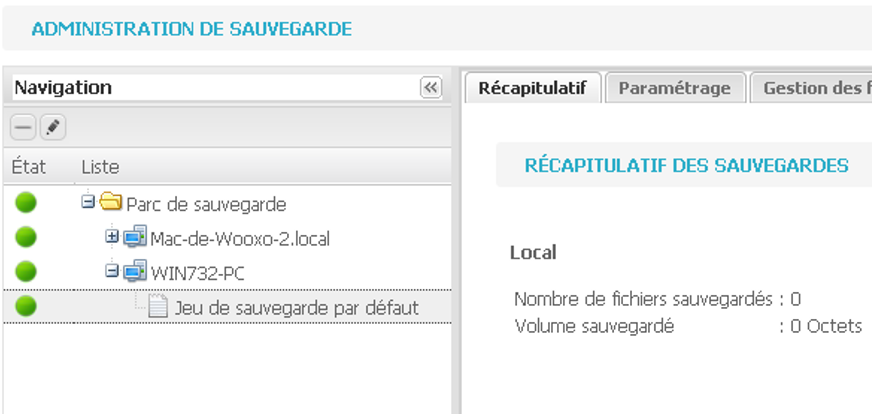 ADMINISTRATION DE SAUVEGARDE
Navigation
État Liste
Parc de sauvegarde
Mac-de-Wooxo-2.local
WIN732-PC
Jeu de sauvegarde par défaut
Récapitulatif Paramétrage Gestion des f
RÉCAPITULATIF DES SAUVEGARDES
Local
Nombre de fichiers sauvegardés : 0
Volume sauvegardé : 0 Octets